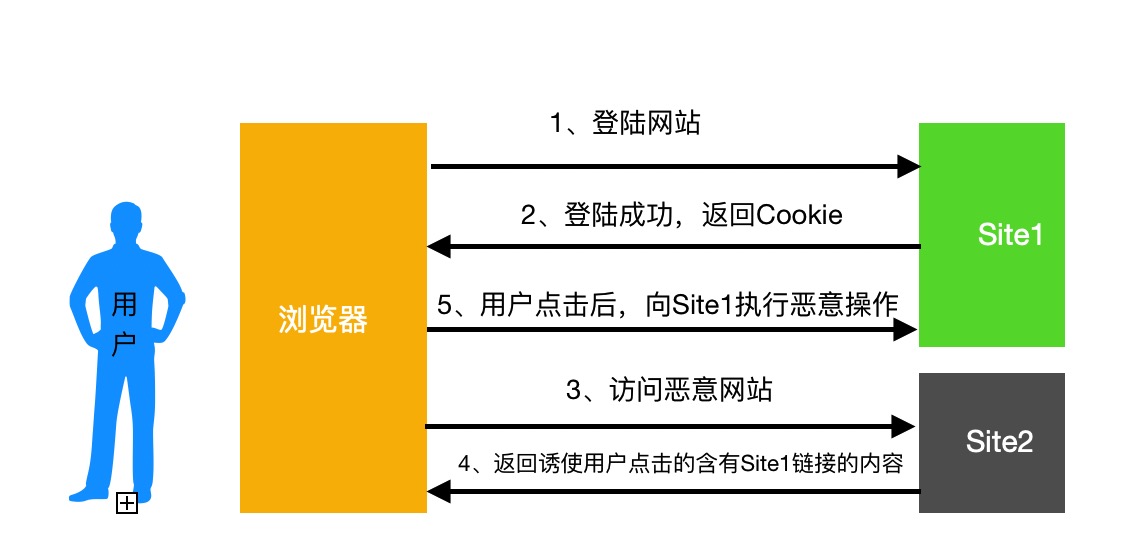 1、登陆网站
2、登陆成功，返回Cookie
Site1
用
户
浏览器
5、用户点击后，向Site1执行恶意操作
3、访问恶意网站
Site2
4、返回诱使用户点击的含有Site1链接的内容